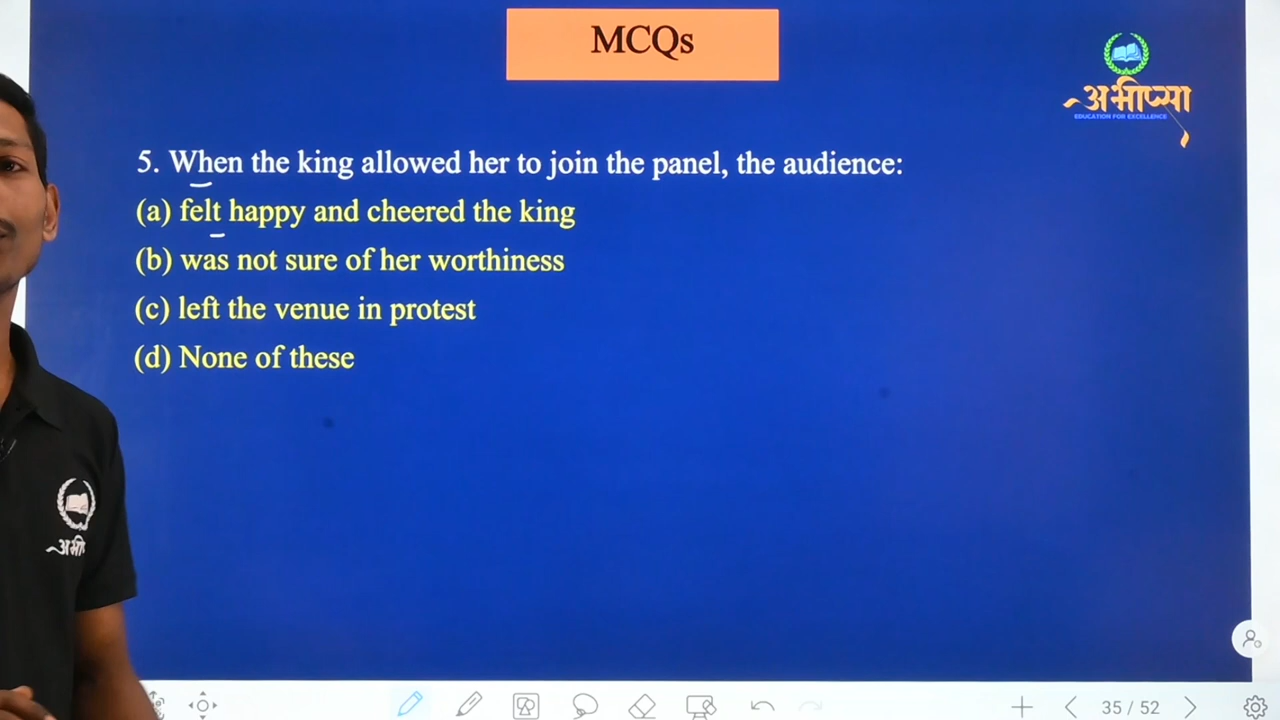 MCQs
अभीप्सा
EDUCATION FOR EXCELLENCE
5. When the king allowed her to join the panel, the audience:
(a) felt happy and cheered the king
(b) was not sure of her worthiness
(c) left the venue in protest
(d) None of these
अभी
35 / 52